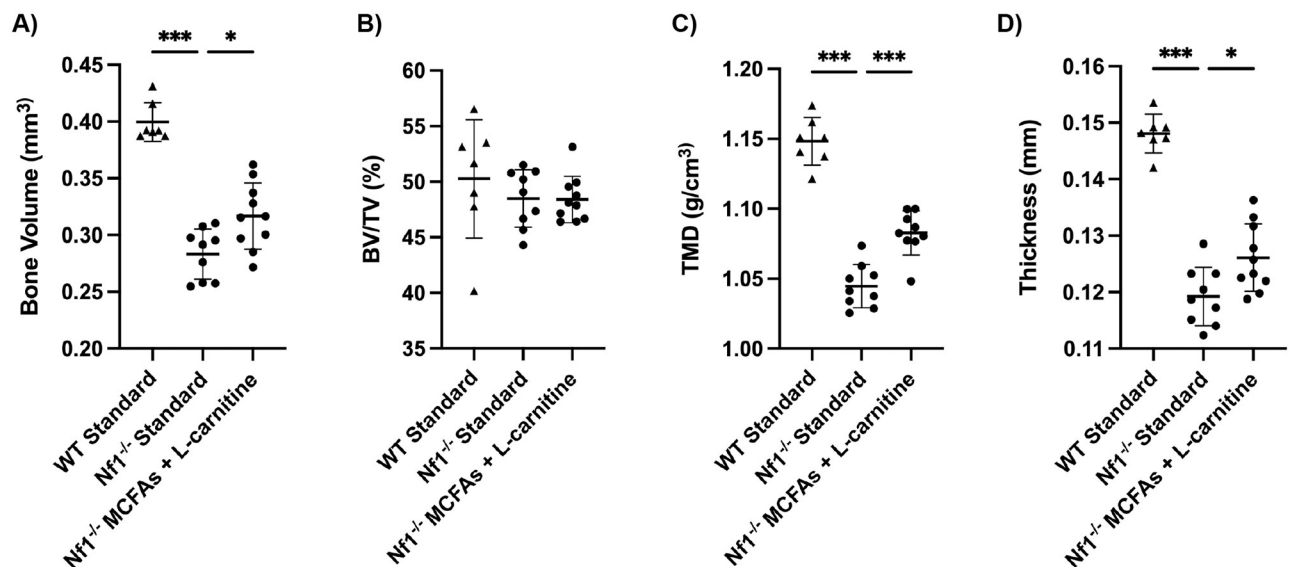 A)
*** *
Bone Volume (mm³)
0.45
0.40
0.35
0.30
0.25
0.20
WT Standard
Nf1⁻/⁻ Standard
Nf1⁻/⁻ MCFAs + L-carnitine
B)
BV/TV (%)
60
55
50
45
40
35
WT Standard
Nf1⁻/⁻ Standard
Nf1⁻/⁻ MCFAs + L-carnitine
C)
*** ***
TMD (g/cm³)
1.20
1.15
1.10
1.05
1.00
WT Standard
Nf1⁻/⁻ Standard
Nf1⁻/⁻ MCFAs + L-carnitine
D)
*** *
Thickness (mm)
0.16
0.15
0.14
0.13
0.12
0.11
WT Standard
Nf1⁻/⁻ Standard
Nf1⁻/⁻ MCFAs + L-carnitine